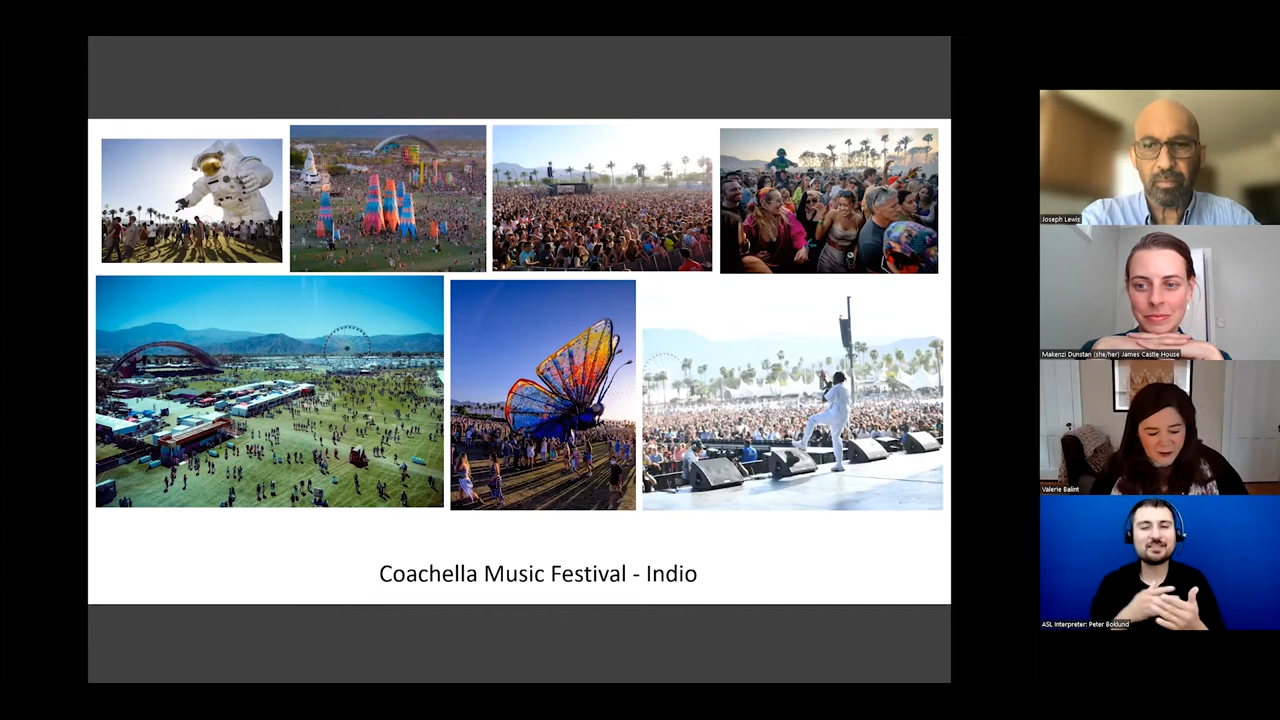 Joseph Lewis
Makenzi Dunstan (she/her) James Castle House
Valerie Balint
Coachella Music Festival - Indio
ASL Interpreter: Peter Boklund